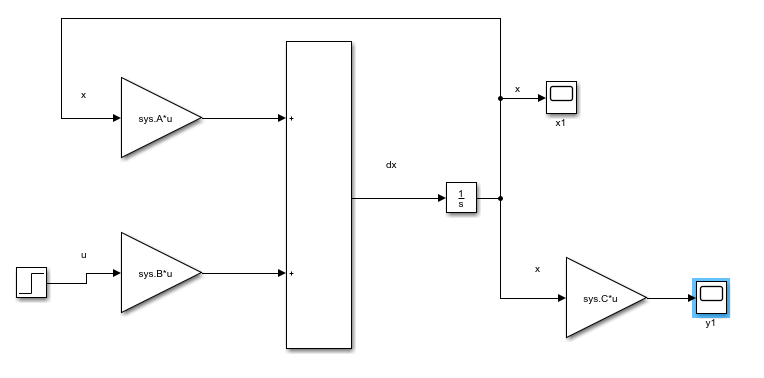 x
sys.A*u
+
x
x1
dx
1
s
u
sys.B*u
+
x
sys.C*u
y1